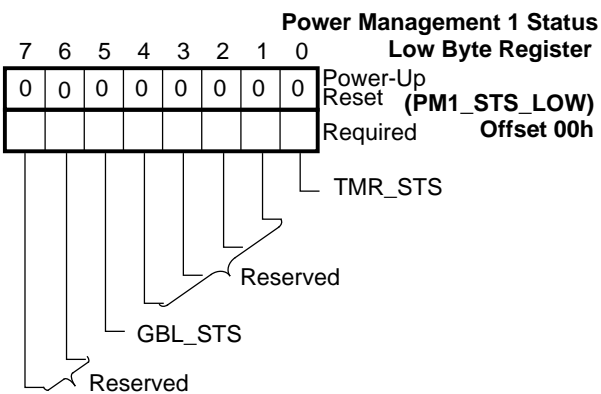 Power Management 1 Status
Low Byte Register
7 6 5 4 3 2 1 0
0 0 0 0 0 0 0 0
Power-Up
Reset
(PM1_STS_LOW)
Required
Offset 00h
TMR_STS
Reserved
GBL_STS
Reserved